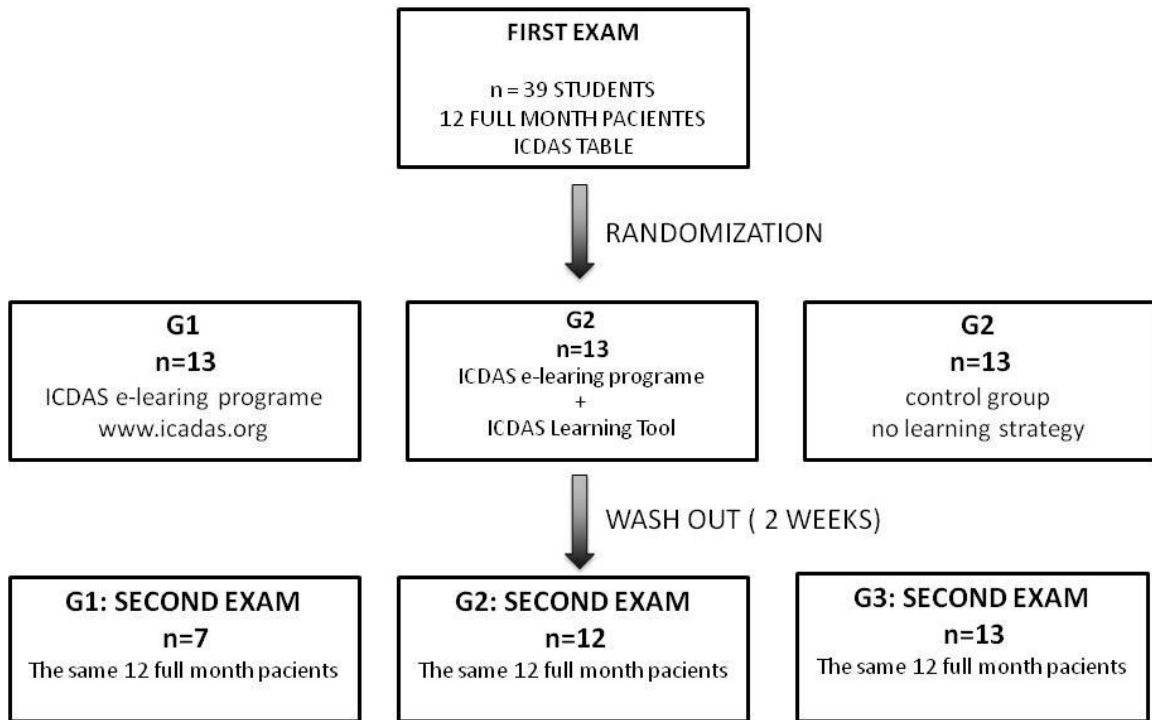 FIRST EXAM
n = 39 STUDENTS
12 FULL MONTH PACIENTES
ICDAS TABLE
RANDOMIZATION
G1
n=13
ICDAS e-learing programe
www.icadas.org
G2
n=13
ICDAS e-learing programe
+
ICDAS Learning Tool
G2
n=13
control group
no learning strategy
WASH OUT ( 2 WEEKS)
G1: SECOND EXAM
n=7
The same 12 full month pacients
G2: SECOND EXAM
n=12
The same 12 full month pacients
G3: SECOND EXAM
n=13
The same 12 full month pacients